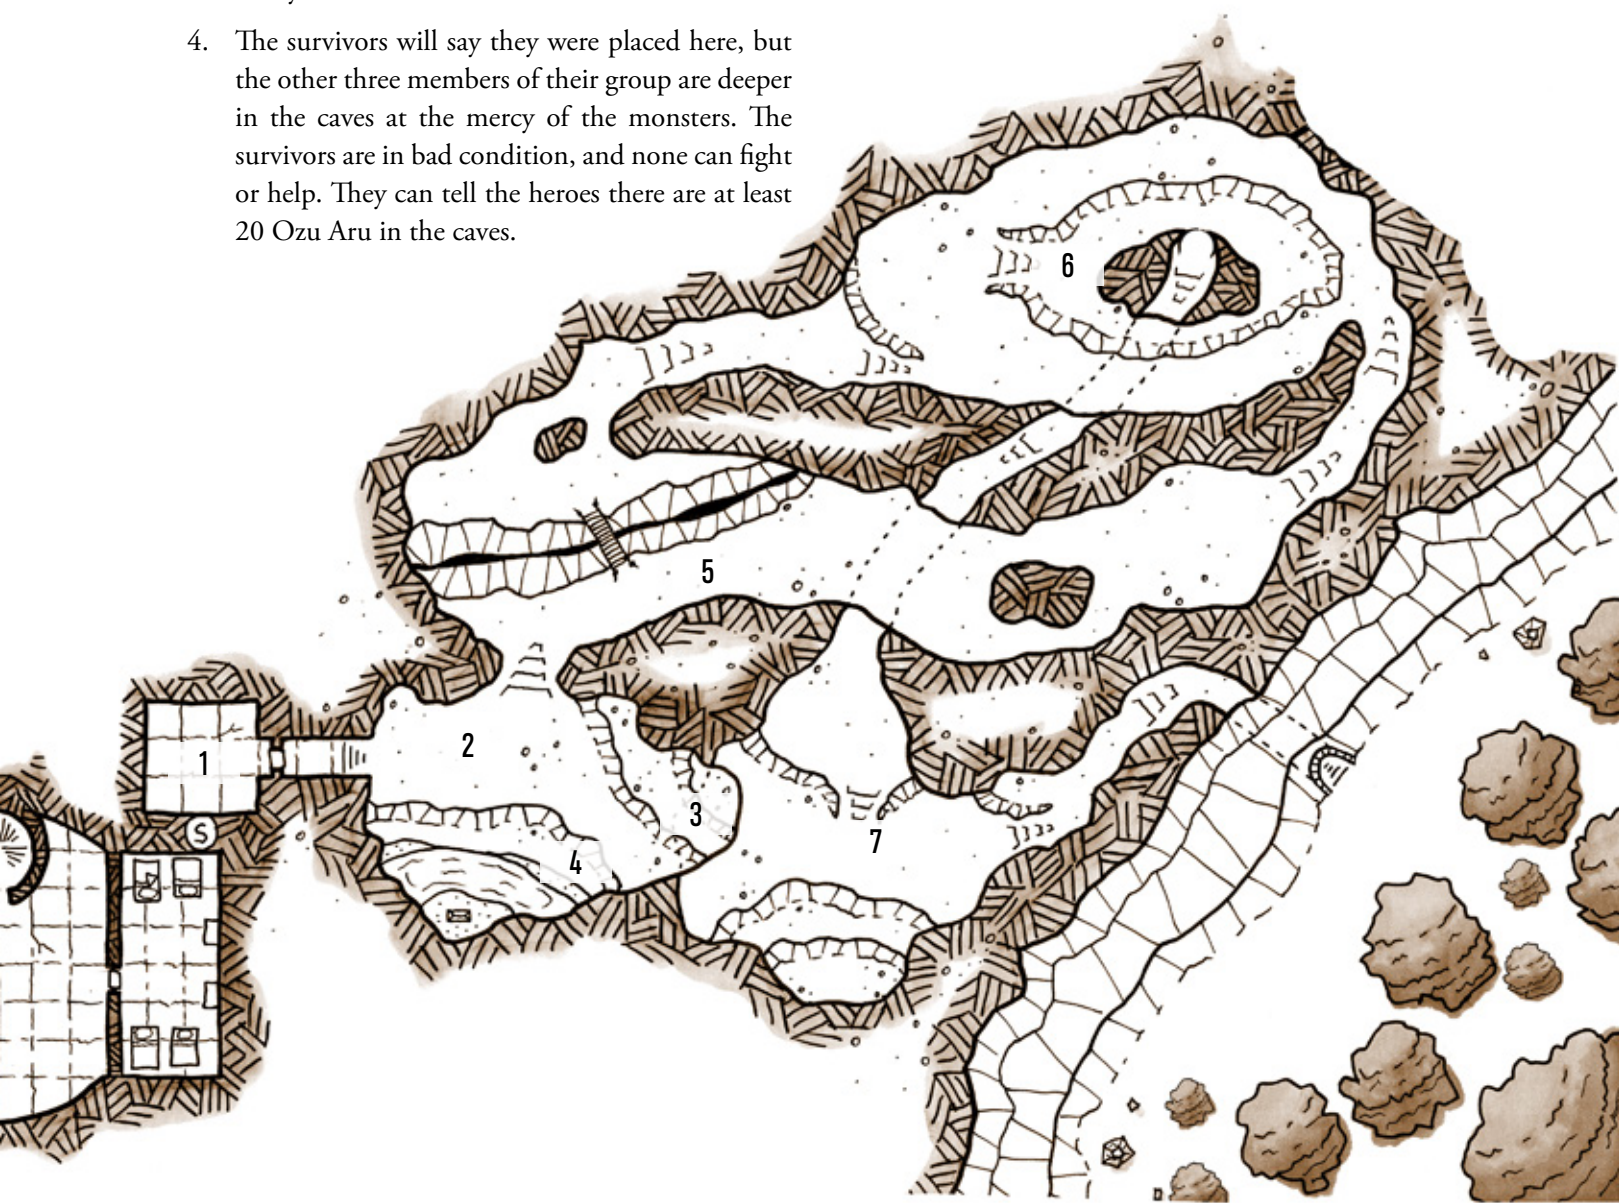 4. The survivors will say they were placed here, but
the other three members of their group are deeper
in the caves at the mercy of the monsters. The
survivors are in bad condition, and none can fight
or help. They can tell the heroes there are at least
20 Ozu Aru in the caves.
6
5
1
2
3
7
4
S